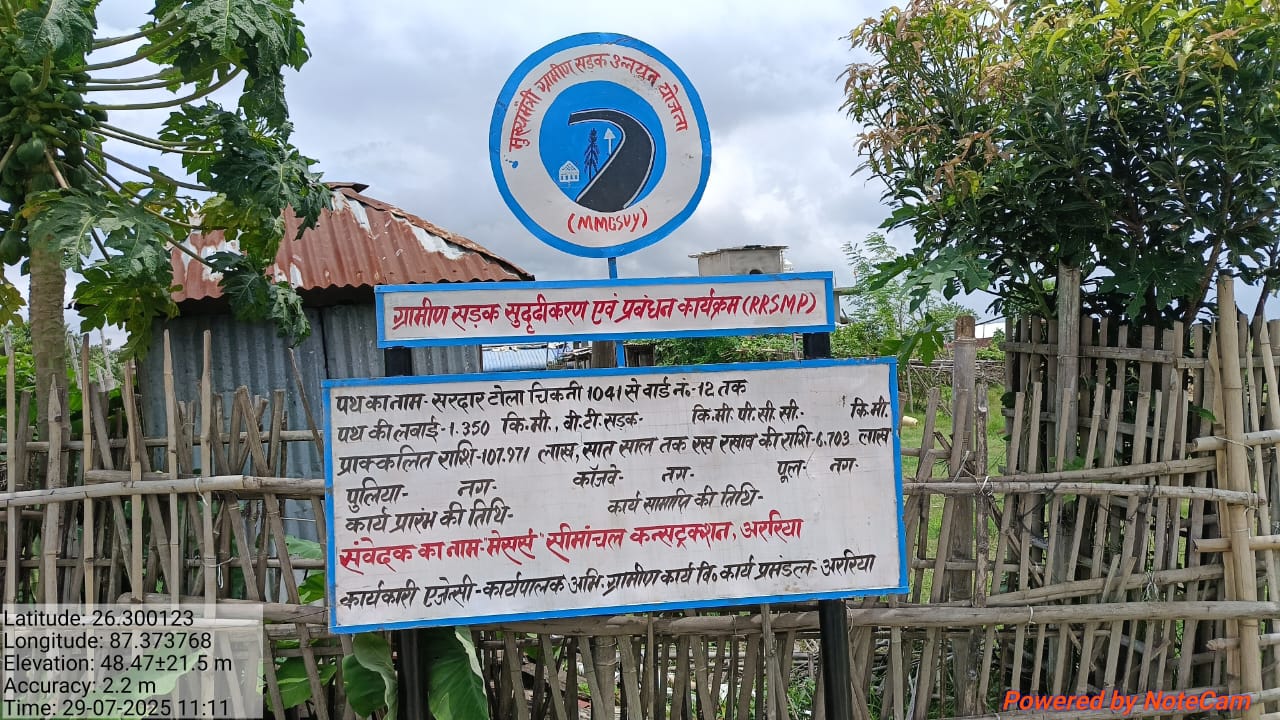 मुख्यमंत्री ग्रामीण सड़क उन्नयन योजना
(MMGSUY)
ग्रामीण सड़क सुदृढीकरण एवं प्रबंधन कार्यक्रम (RRSMP)
पथ का नाम- सरदार टोला चिकनी 1041 से वार्ड नं.-12 तक
पथ की लंबाई-1.350 कि.मी., बी.टी.सड़क- कि.मी. पी.सी.सी.- कि.मी.
प्राक्कलित राशि-107.971 लाख, सात साल तक रख रखाव की राशि-6.703 लाख
पुलिया- नग- कॉजवे- नग- पूल- नग-
कार्य प्रारंभ की तिथि- कार्य समाप्ति की तिथि-
संवेदक का नाम-"मेसर्स" सीमांचल कन्सट्रक्शन, अररिया
कार्यकारी एजेन्सी-कार्यपालक अभि॰ ग्रामीण कार्य वि॰ कार्य प्रमंडल- अररिया
Latitude: 26.300123
Longitude: 87.373768
Elevation: 48.47±21.5 m
Accuracy: 2.2 m
Time: 29-07-2025 11:11
Powered by NoteCam